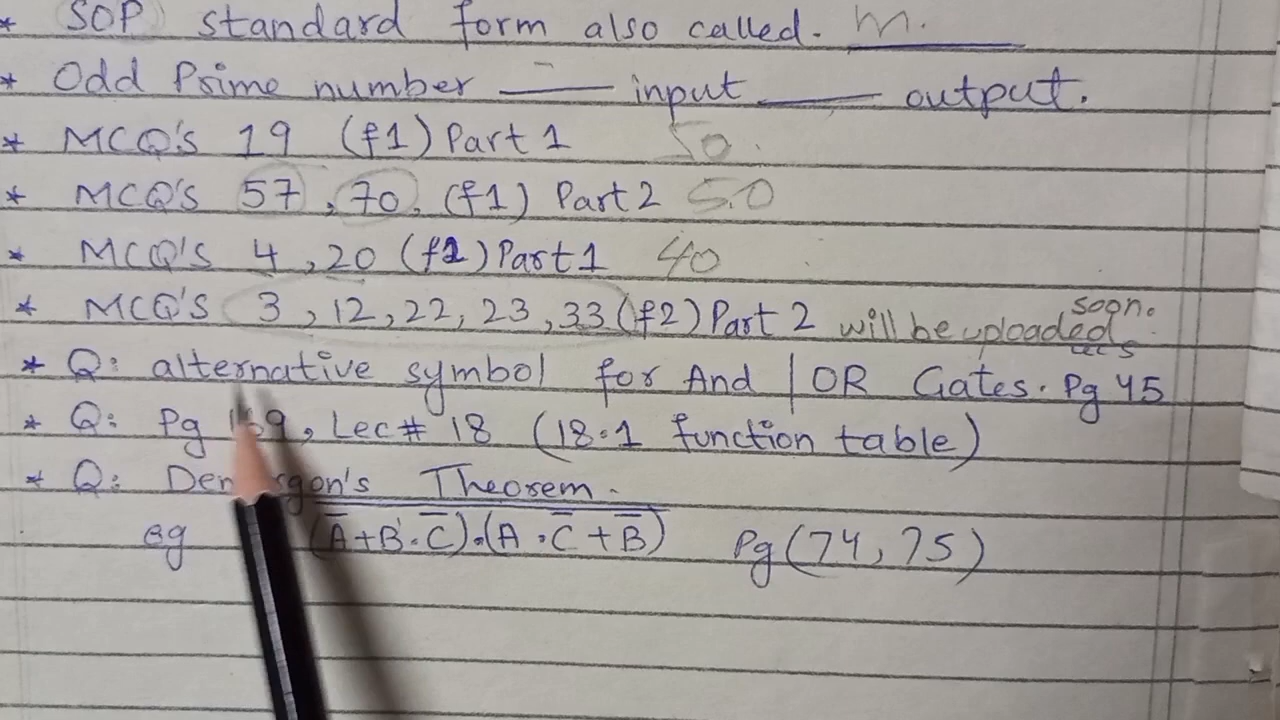 * SOP standard form also called. m.
* Odd Prime number ___ input ___ output.
* MCQ's 19 (f1) Part 1 50.
* MCQ's 57, 70, (f1) Part 2 50
* MCQ's 4, 20 (f2) Part 1 40
* MCQ's 3, 12, 22, 23, 33 (f2) Part 2 will be uploaded soon.
* Q: alternative symbol for And / OR Gates. Pg 45
* Q: Pg 169, Lec# 18 (18.1 function table)
* Q: Theorem.
eg (A̅+B.C̅).(A.C̅+B̅) Pg (74, 75)